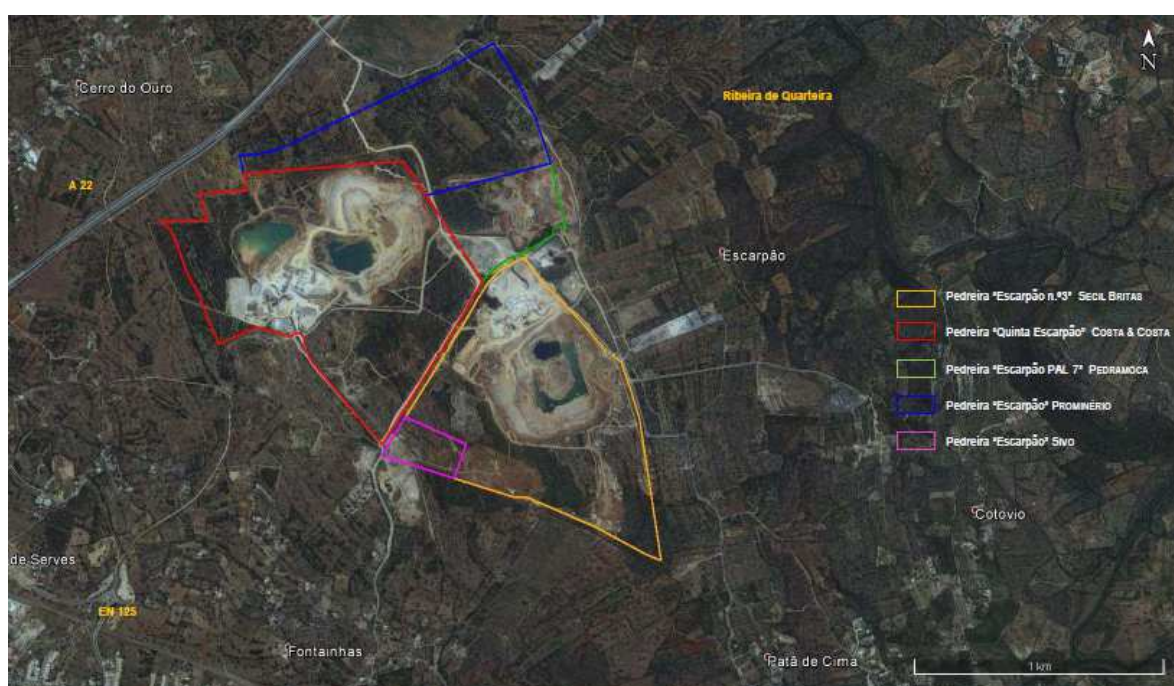 Cerro do Ouro
N
Ribeira de Quarteira
A 22
Escarpão
Pedreira "Escarpão n.º3" SECIL BRITAS
Pedreira "Quinta Escarpão" COSTA & COSTA
Pedreira "Escarpão PAL 7" PEDRAMOCA
Pedreira "Escarpão" PROMINÉRIO
Pedreira "Escarpão" SIVO
Cotovio
de Serves
EN 125
Fontainhas
Patã de Cima
1 km